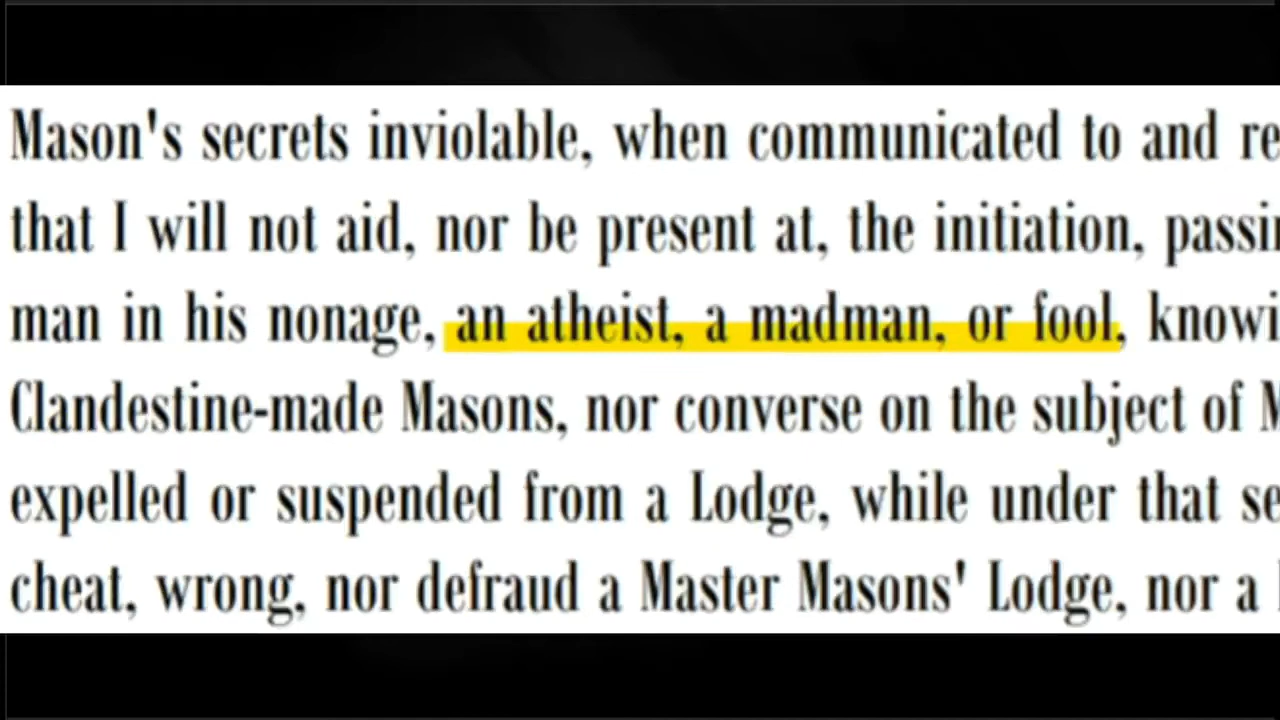 Mason's secrets inviolable, when communicated to and re
that I will not aid, nor be present at, the initiation, passin
man in his nonage, an atheist, a madman, or fool, knowi
Clandestine-made Masons, nor converse on the subject of M
expelled or suspended from a Lodge, while under that se
cheat, wrong, nor defraud a Master Masons' Lodge, nor a